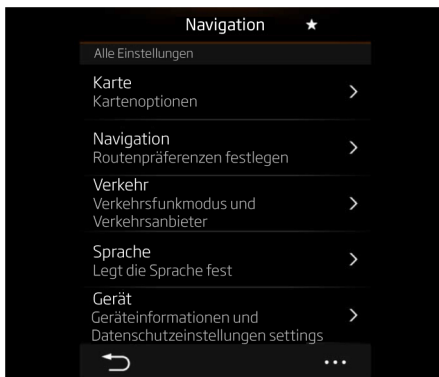 Navigation
Alle Einstellungen
Karte
Kartenoptionen
Navigation
Routenpräferenzen festlegen
Verkehr
Verkehrsfunkmodus und
Verkehrsanbieter
Sprache
Legt die Sprache fest
Gerät
Geräteinformationen und
Datenschutzeinstellungen settings